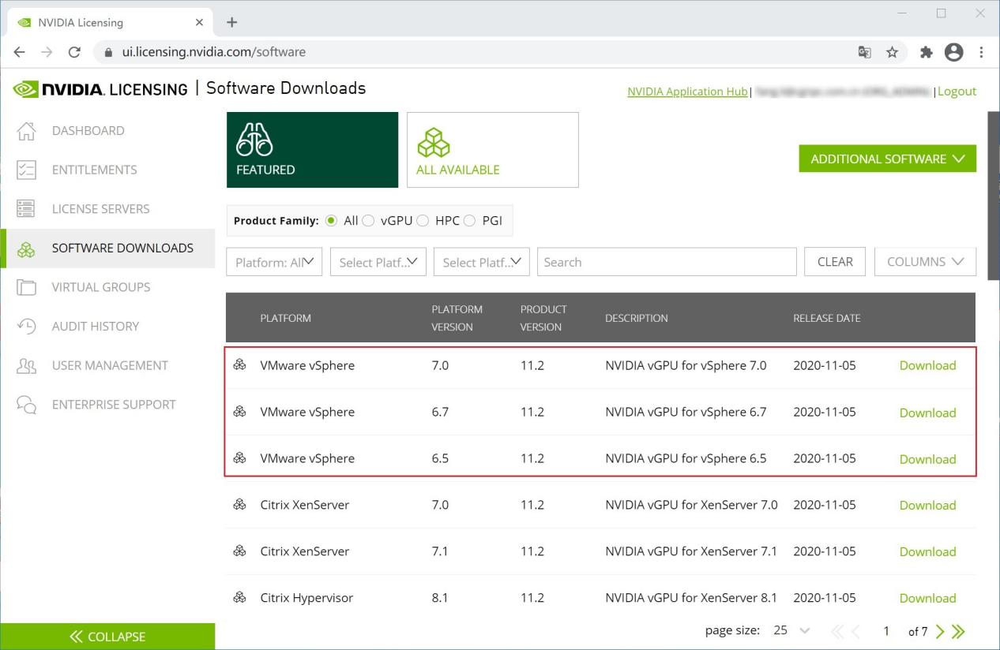 NVIDIA Licensing
ui.licensing.nvidia.com/software
NVIDIA. LICENSING | Software Downloads
NVIDIA Application Hub| |Logout
DASHBOARD
ENTITLEMENTS
LICENSE SERVERS
SOFTWARE DOWNLOADS
VIRTUAL GROUPS
AUDIT HISTORY
USER MANAGEMENT
ENTERPRISE SUPPORT
COLLAPSE
FEATURED
ALL AVAILABLE
ADDITIONAL SOFTWARE
Product Family: All vGPU HPC PGI
Platform: All Select Platf... Select Platf... Search CLEAR COLUMNS
PLATFORM PLATFORM VERSION PRODUCT VERSION DESCRIPTION RELEASE DATE
VMware vSphere 7.0 11.2 NVIDIA vGPU for vSphere 7.0 2020-11-05 Download
VMware vSphere 6.7 11.2 NVIDIA vGPU for vSphere 6.7 2020-11-05 Download
VMware vSphere 6.5 11.2 NVIDIA vGPU for vSphere 6.5 2020-11-05 Download
Citrix XenServer 7.0 11.2 NVIDIA vGPU for XenServer 7.0 2020-11-05 Download
Citrix XenServer 7.1 11.2 NVIDIA vGPU for XenServer 7.1 2020-11-05 Download
Citrix Hypervisor 8.1 11.2 NVIDIA vGPU for XenServer 8.1 2020-11-05 Download
page size: 25 1 of 7